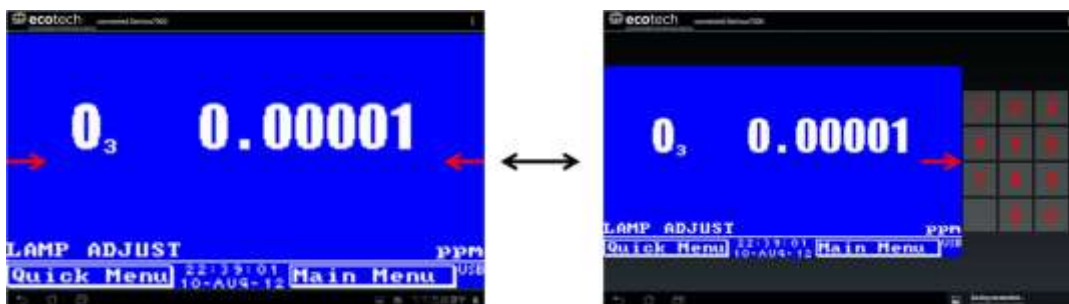 ecotech
O₃ 0.00001
LAMP ADJUST ppm
Quick Menu 22:39:01 Main Menu USB
10-AUG-12
ecotech
O₃ 0.00001
LAMP ADJUST ppm
Quick Menu 22:39:01 Main Menu USB
10-AUG-12